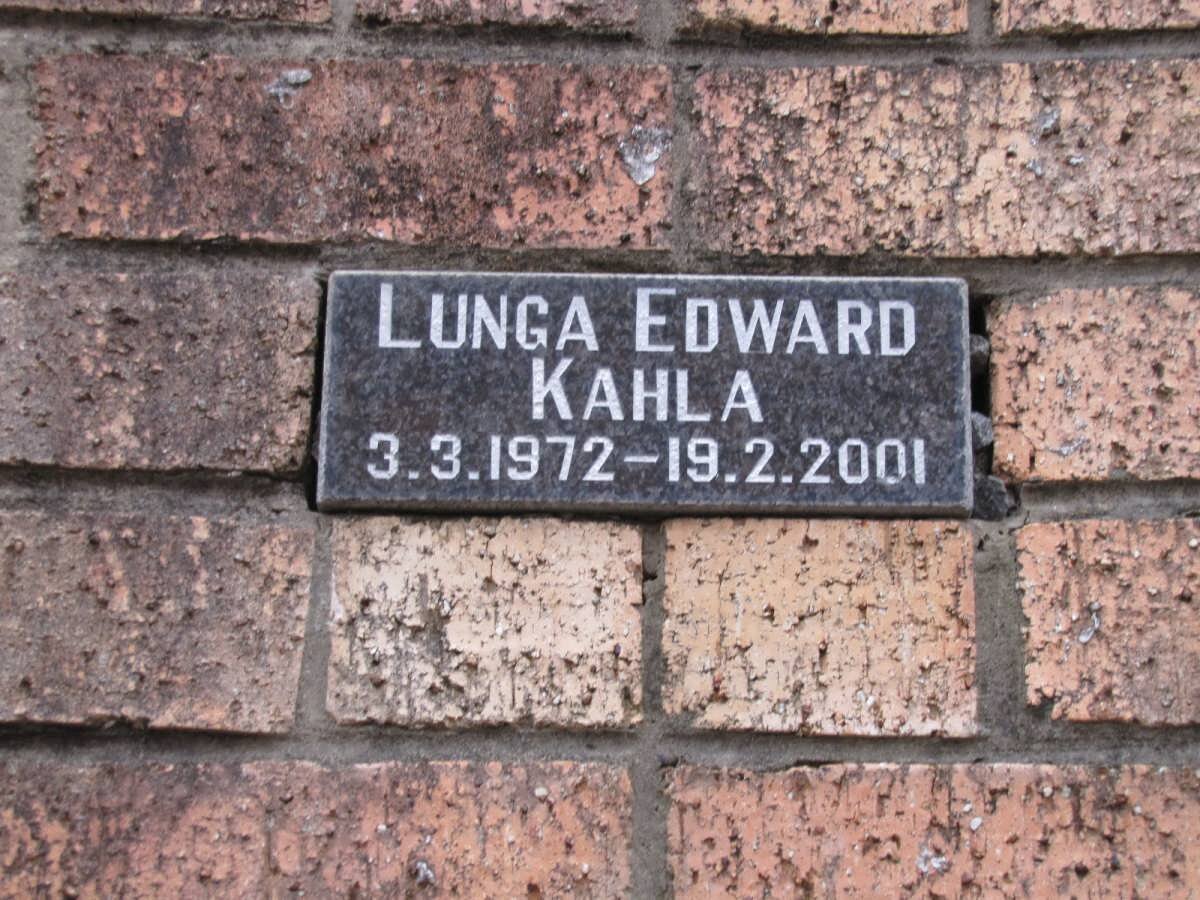 LUNGA EDWARD
KAHLA
3.3.1972-19.2.2001